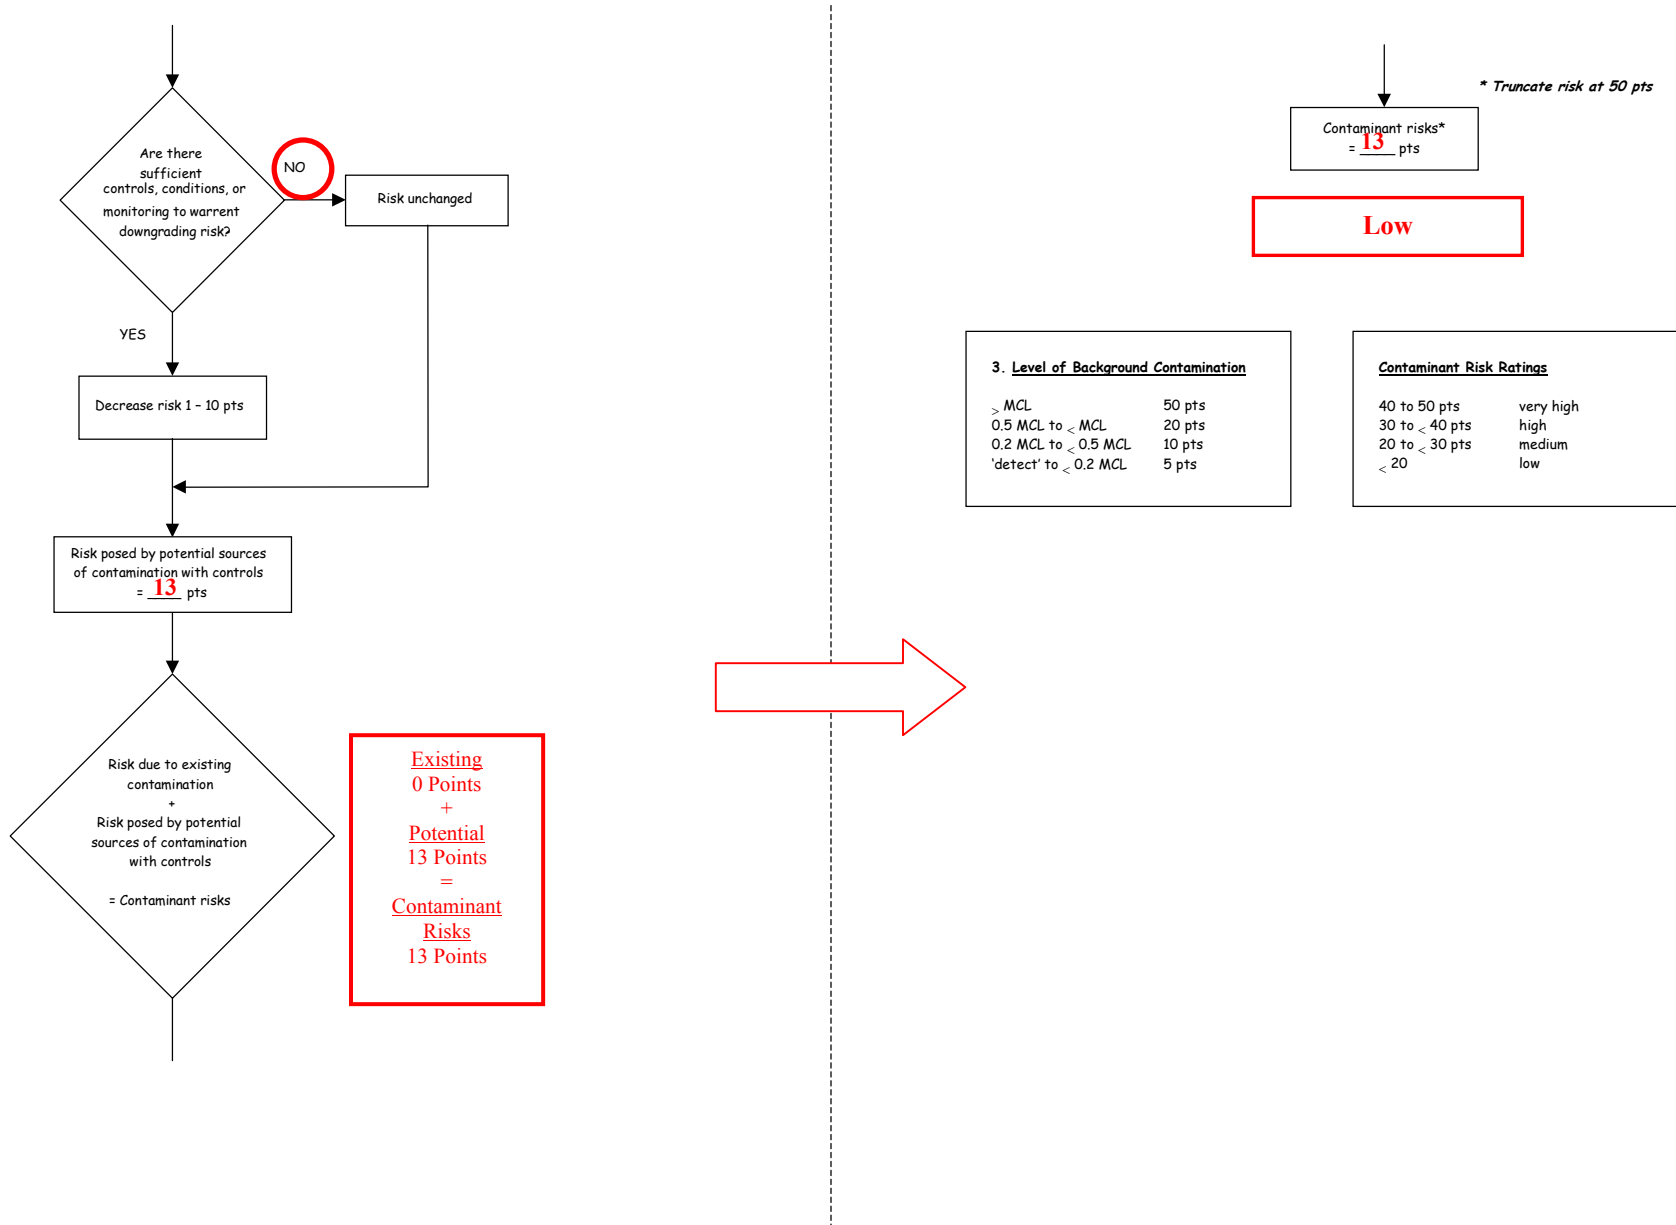 Are there
sufficient
controls, conditions, or
monitoring to warrent
downgrading risk?
NO
Risk unchanged
YES
Decrease risk 1 – 10 pts
Risk posed by potential sources
of contamination with controls
= 13 pts
Risk due to existing
contamination
+
Risk posed by potential
sources of contamination
with controls
= Contaminant risks
Existing
0 Points
+
Potential
13 Points
=
Contaminant
Risks
13 Points
* Truncate risk at 50 pts
Contaminant risks*
= 13 pts
Low
3. Level of Background Contamination
> MCL 50 pts
0.5 MCL to < MCL 20 pts
0.2 MCL to < 0.5 MCL 10 pts
'detect' to < 0.2 MCL 5 pts
Contaminant Risk Ratings
40 to 50 pts very high
30 to < 40 pts high
20 to < 30 pts medium
< 20 low